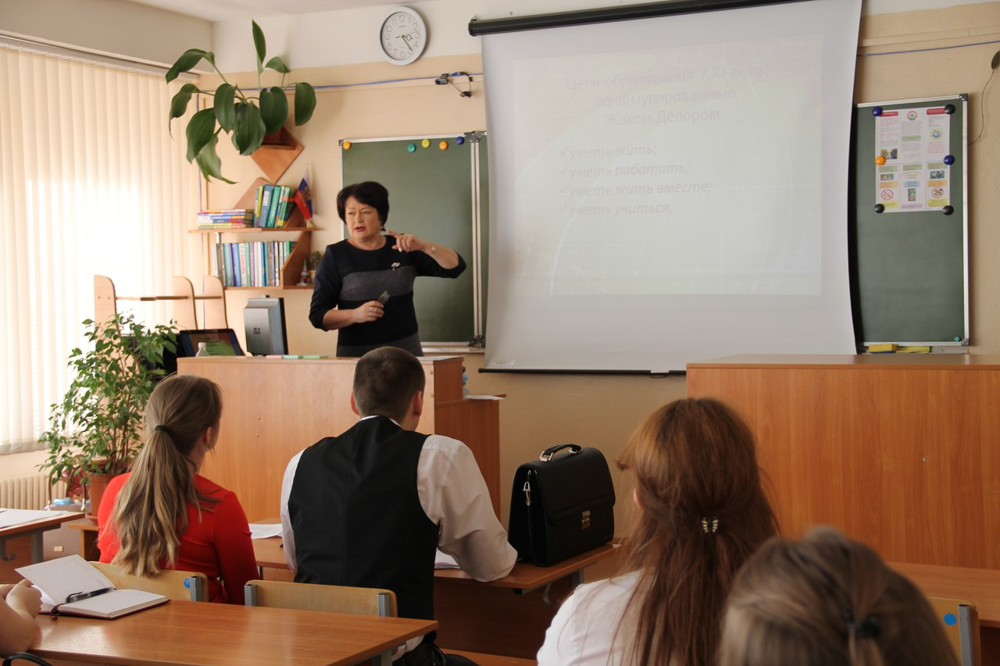 Цели образования XXI века,
сформулированные
Жаком Делором:
✓уметь жить;
✓уметь работать;
✓уметь жить вместе;
✓уметь учиться.